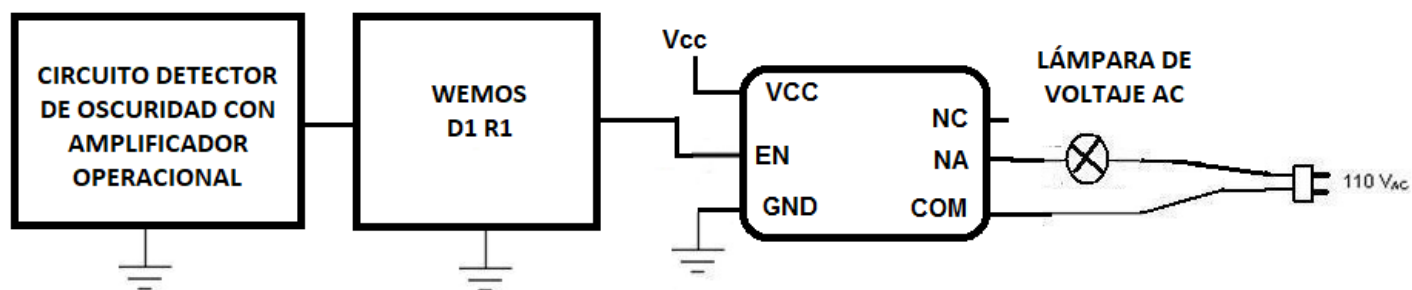 CIRCUITO DETECTOR
DE OSCURIDAD CON
AMPLIFICADOR
OPERACIONAL
WEMOS
D1 R1
Vcc
VCC
EN
GND
NC
NA
COM
LÁMPARA DE
VOLTAJE AC
110 VAC